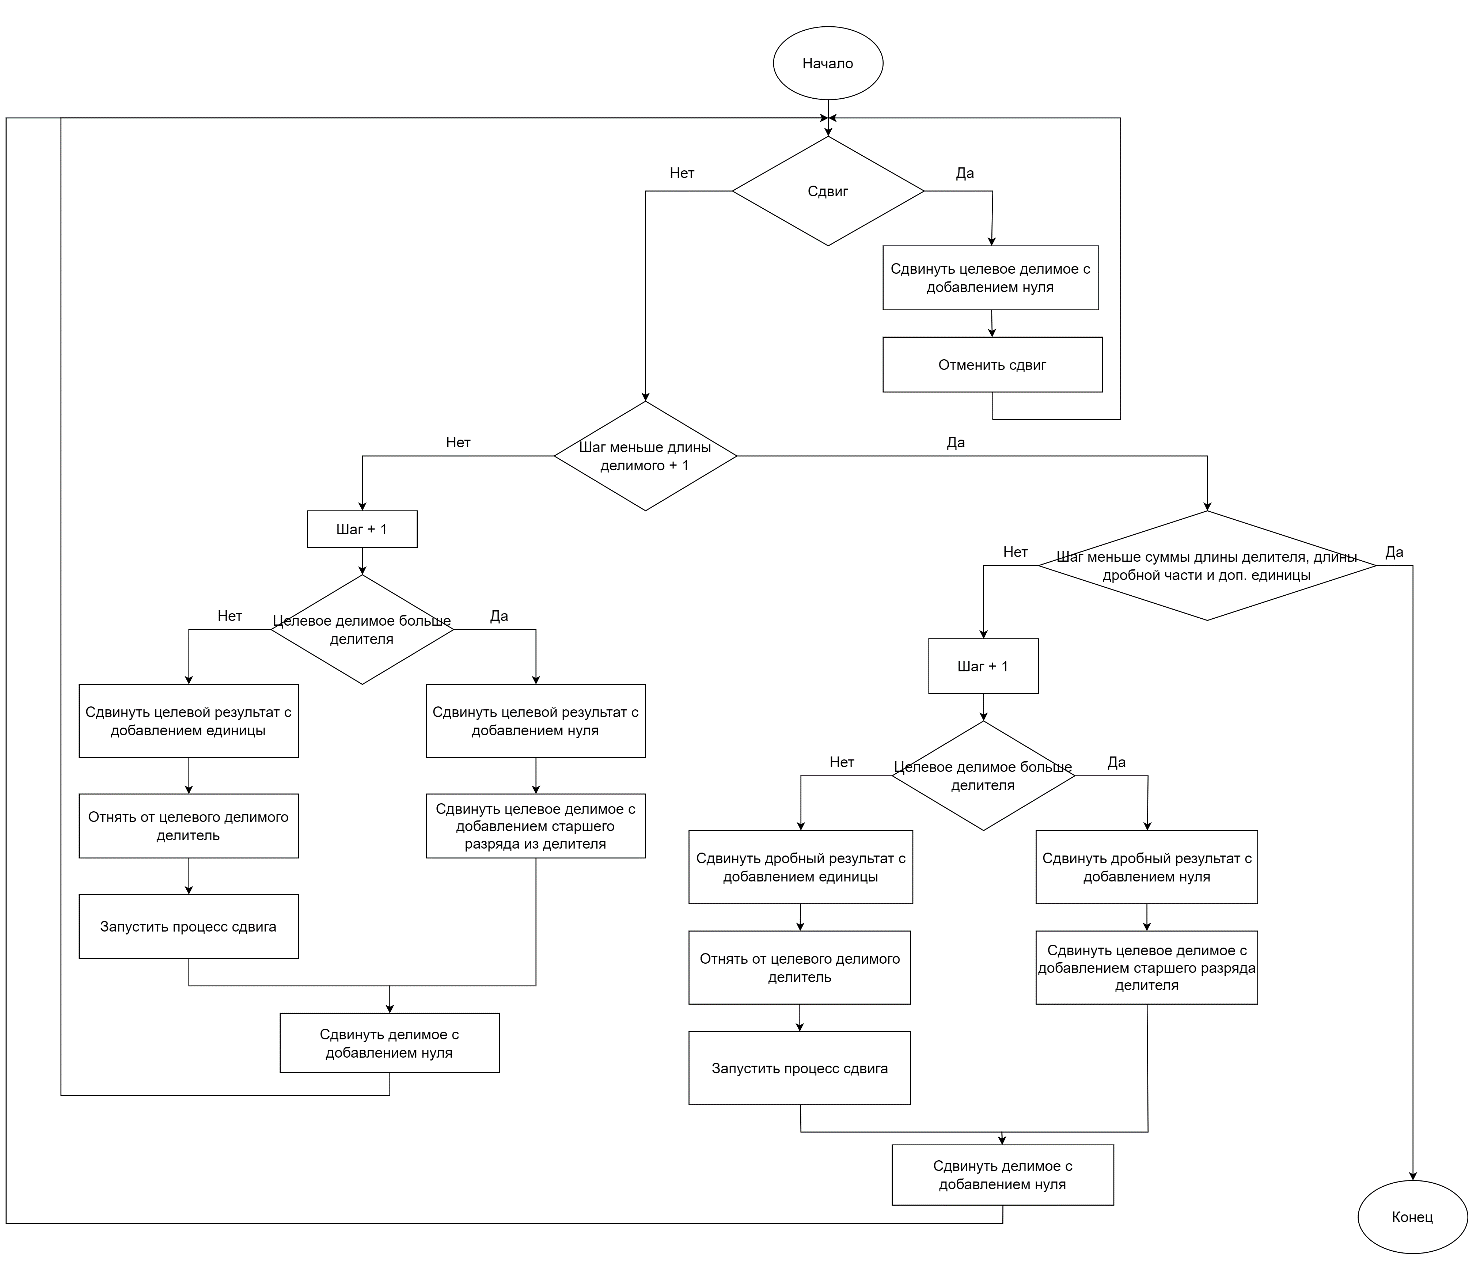 Начало
Нет
Да
Сдвиг
Сдвинуть целевое делимое с
добавлением нуля
Отменить сдвиг
Нет
Шаг меньше длины
делимого + 1
Да
Шаг + 1
Нет
Шаг меньше суммы длины делителя, длины
дробной части и доп. единицы
Да
Нет
Целевое делимое больше
делителя
Да
Шаг + 1
Сдвинуть целевой результат с
добавлением единицы
Сдвинуть целевой результат с
добавлением нуля
Нет
Целевое делимое больше
делителя
Да
Отнять от целевого делимого
делитель
Сдвинуть целевое делимое с
добавлением старшего
разряда из делителя
Сдвинуть дробный результат с
добавлением единицы
Сдвинуть дробный результат с
добавлением нуля
Запустить процесс сдвига
Отнять от целевого делимого
делитель
Сдвинуть целевое делимое с
добавлением старшего разряда
делителя
Сдвинуть делимое с
добавлением нуля
Запустить процесс сдвига
Сдвинуть делимое с
добавлением нуля
Конец